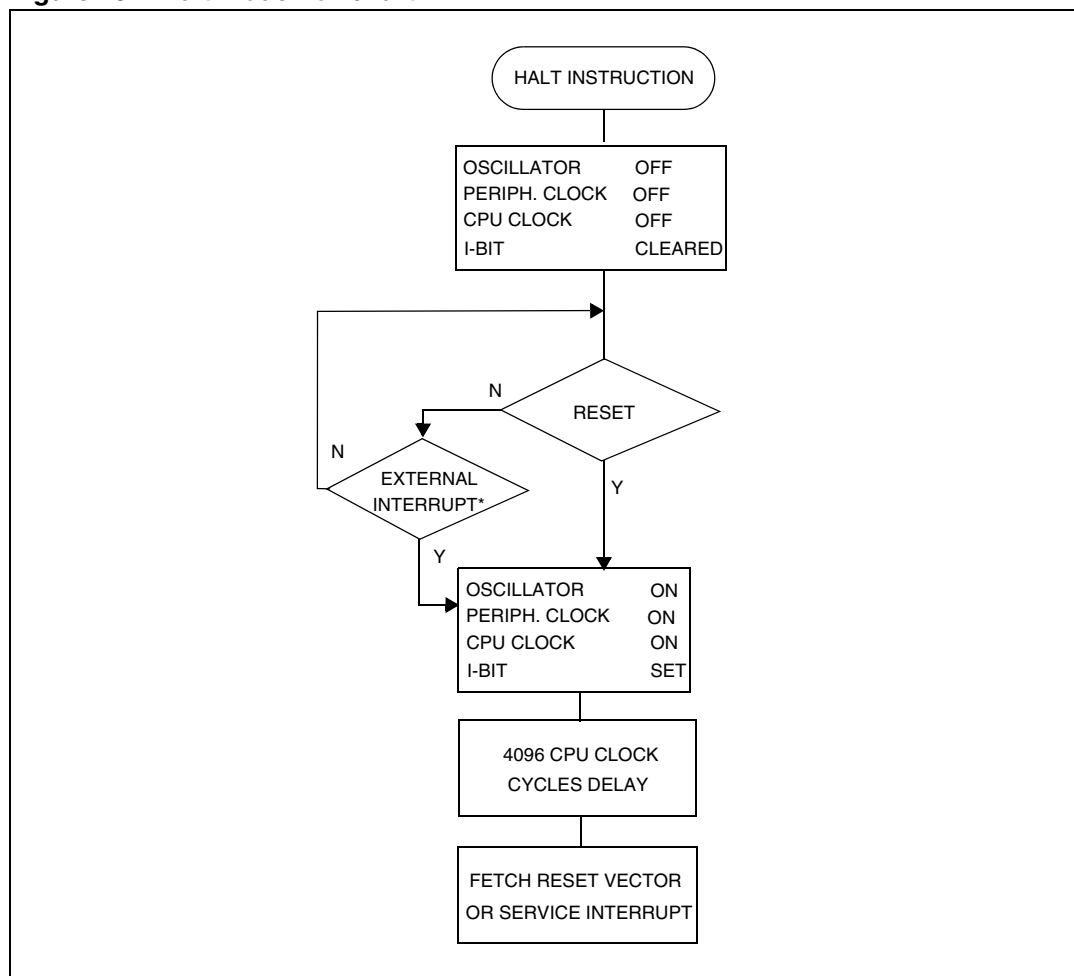 HALT INSTRUCTION
OSCILLATOR OFF
PERIPH. CLOCK OFF
CPU CLOCK OFF
I-BIT CLEARED
N
RESET
N
EXTERNAL
INTERRUPT*
Y
Y
OSCILLATOR ON
PERIPH. CLOCK ON
CPU CLOCK ON
I-BIT SET
4096 CPU CLOCK
CYCLES DELAY
FETCH RESET VECTOR
OR SERVICE INTERRUPT